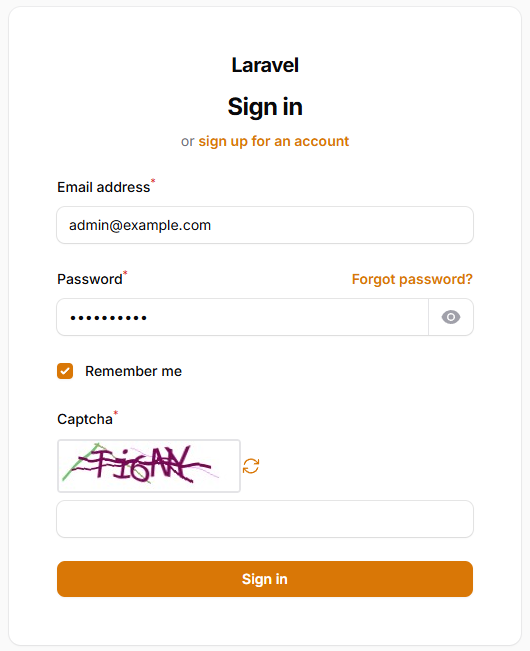 Laravel
Sign in
or sign up for an account
Email address*
admin@example.com
Password*
Forgot password?
••••••••••
Remember me
Captcha*
Sign in